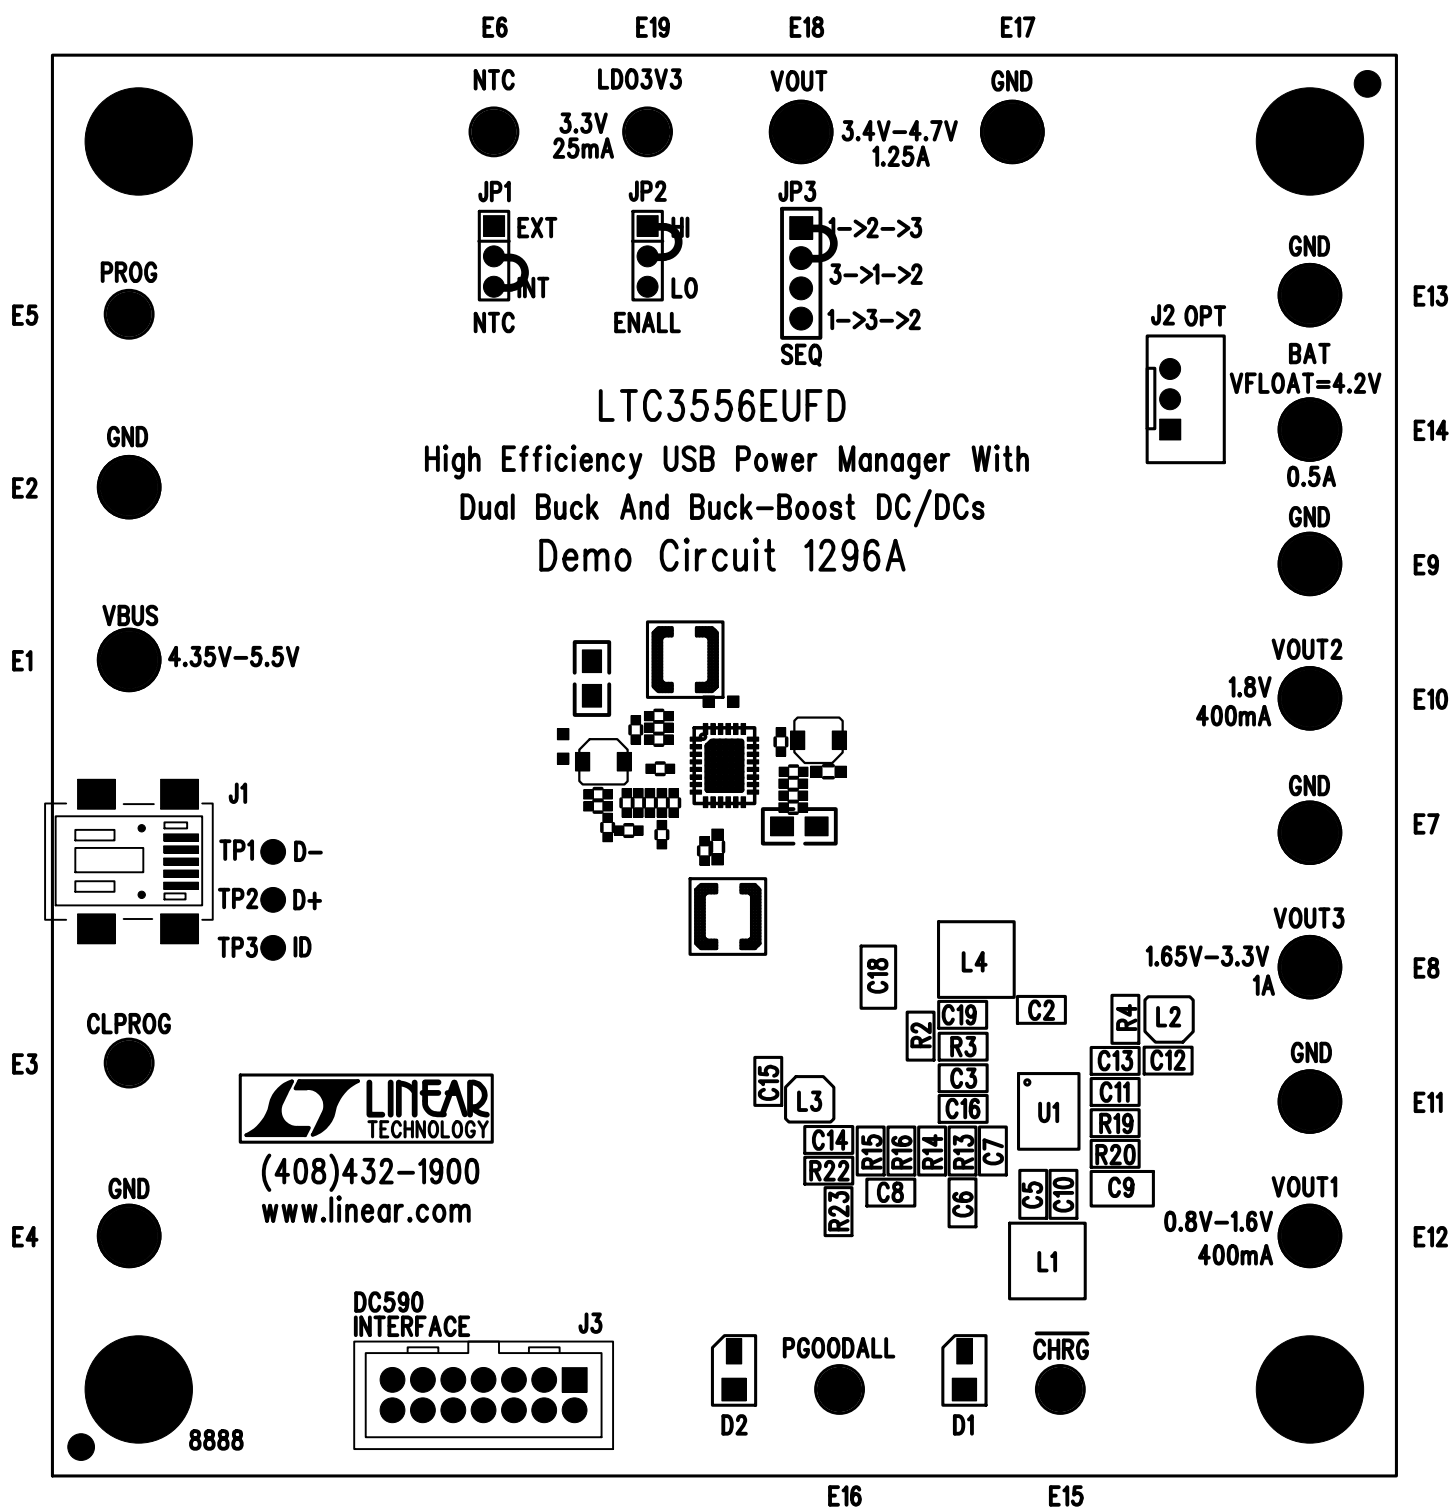 E6
E19
E18
E17
NTC
LDO3V3
VOUT
GND
3.3V
25mA
3.4V-4.7V
1.25A
JP1
JP2
JP3
EXT
HI
1->2->3
INT
LO
3->1->2
1->3->2
NTC
ENALL
SEQ
PROG
E5
GND
E13
J2 OPT
BAT
VFLOAT=4.2V
E14
0.5A
LTC3556EUFD
High Efficiency USB Power Manager With
Dual Buck And Buck-Boost DC/DCs
Demo Circuit 1296A
GND
E2
GND
E9
VBUS
E1
4.35V-5.5V
VOUT2
1.8V
400mA
E10
J1
TP1
D-
TP2
D+
TP3
ID
GND
E7
VOUT3
1.65V-3.3V
1A
E8
C18
L4
C19
C2
R4
L2
R2
R3
C13
C12
C15
L3
C3
C11
C16
U1
R19
C14
R15
R16
R14
R13
C7
R20
R22
C8
C6
C5
C10
C9
R23
L1
CLPROG
E3
LINEAR
TECHNOLOGY
(408)432-1900
www.linear.com
GND
E11
GND
E4
VOUT1
0.8V-1.6V
400mA
E12
DC590
INTERFACE
J3
PGOODALL
CHRG
D2
D1
8888
E16
E15